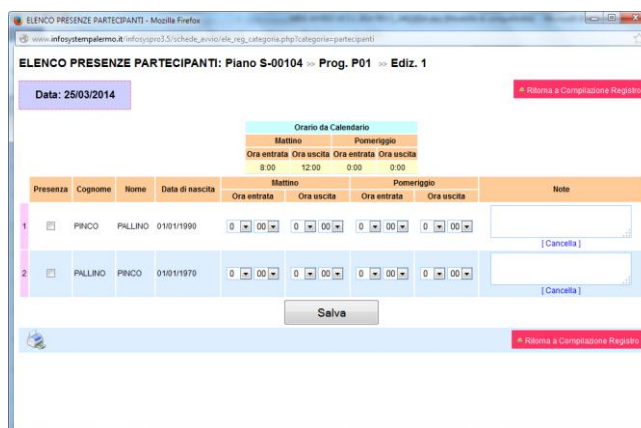 ELENCO PRESENZE PARTECIPANTI - Mozilla Firefox
www.infosystempalermo.it/infosyspro3.5/schede_avvio/ele_reg_categoria.php?categoria=partecipanti
ELENCO PRESENZE PARTECIPANTI: Piano S-00104 >> Prog. P01 >> Ediz. 1
Data: 25/03/2014
Ritorna a Compilazione Registro
Orario da Calendario
Mattino Pomeriggio
Ora entrata Ora uscita Ora entrata Ora uscita
8:00 12:00 0:00 0:00
Presenza Cognome Nome Data di nascita Mattino Pomeriggio Note
Ora entrata Ora uscita Ora entrata Ora uscita
1 PINCO PALLINO 01/01/1990 0 00 0 00 0 00 0 00
[ Cancella ]
2 PALLINO PINCO 01/01/1970 0 00 0 00 0 00 0 00
[ Cancella ]
Salva
Ritorna a Compilazione Registro